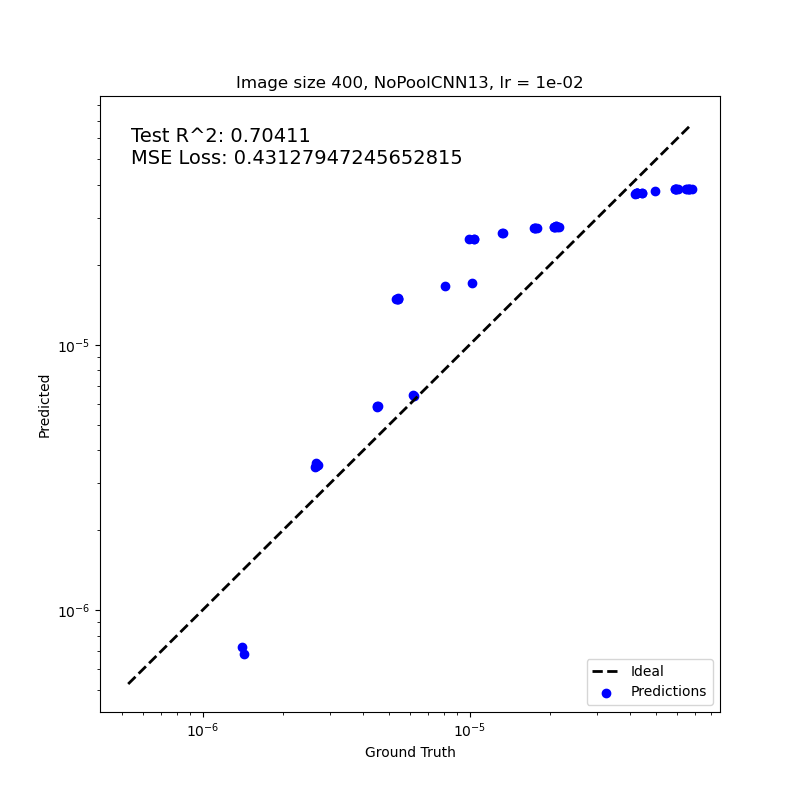 Image size 400, NoPoolCNN13, lr = 1e-02
Test R^2: 0.70411
MSE Loss: 0.43127947245652815
10⁻⁵
10⁻⁶
Predicted
10⁻⁶
10⁻⁵
Ground Truth
Ideal
Predictions